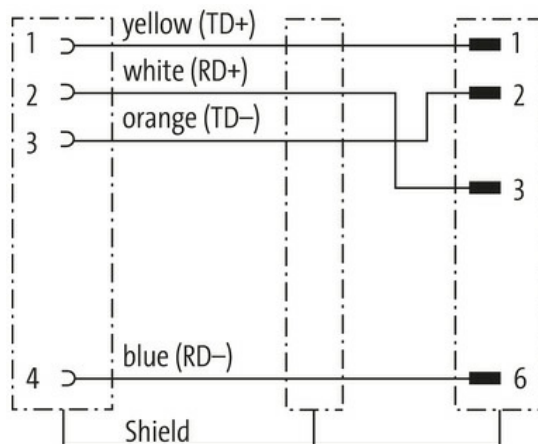 1 yellow (TD+) 1
2 white (RD+) 2
3 orange (TD–)
3
4 blue (RD–) 6
Shield